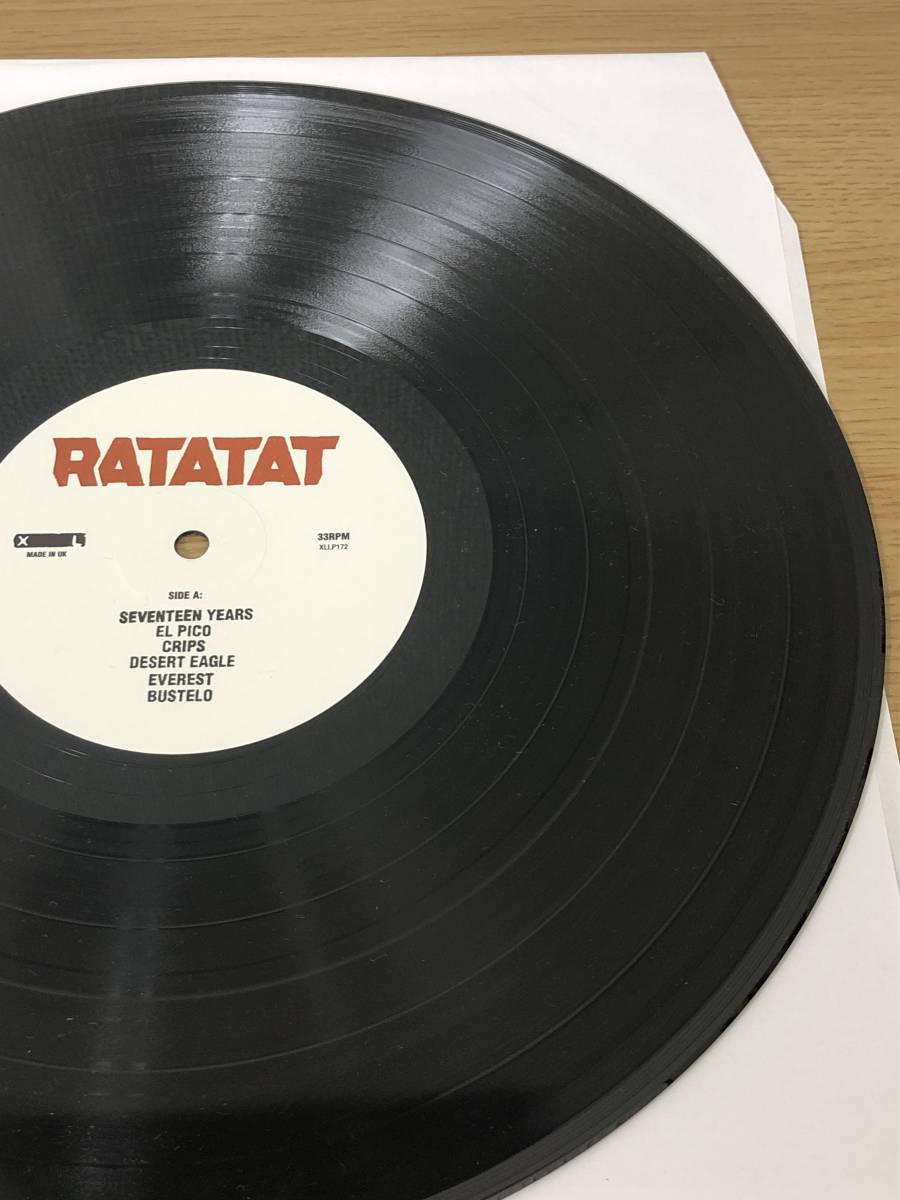 RATATAT
X L
MADE IN UK
33RPM
XLLP172
SIDE A:
SEVENTEEN YEARS
EL PICO
CRIPS
DESERT EAGLE
EVEREST
BUSTELO